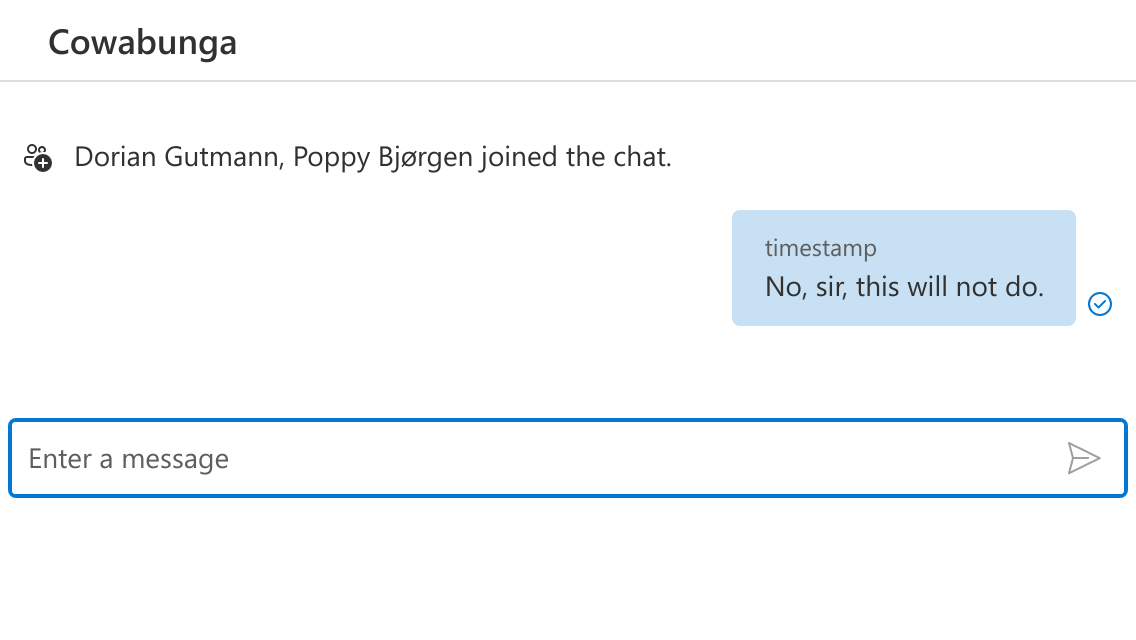 Cowabunga
Dorian Gutmann, Poppy Bjørgen joined the chat.
timestamp
No, sir, this will not do.
Enter a message